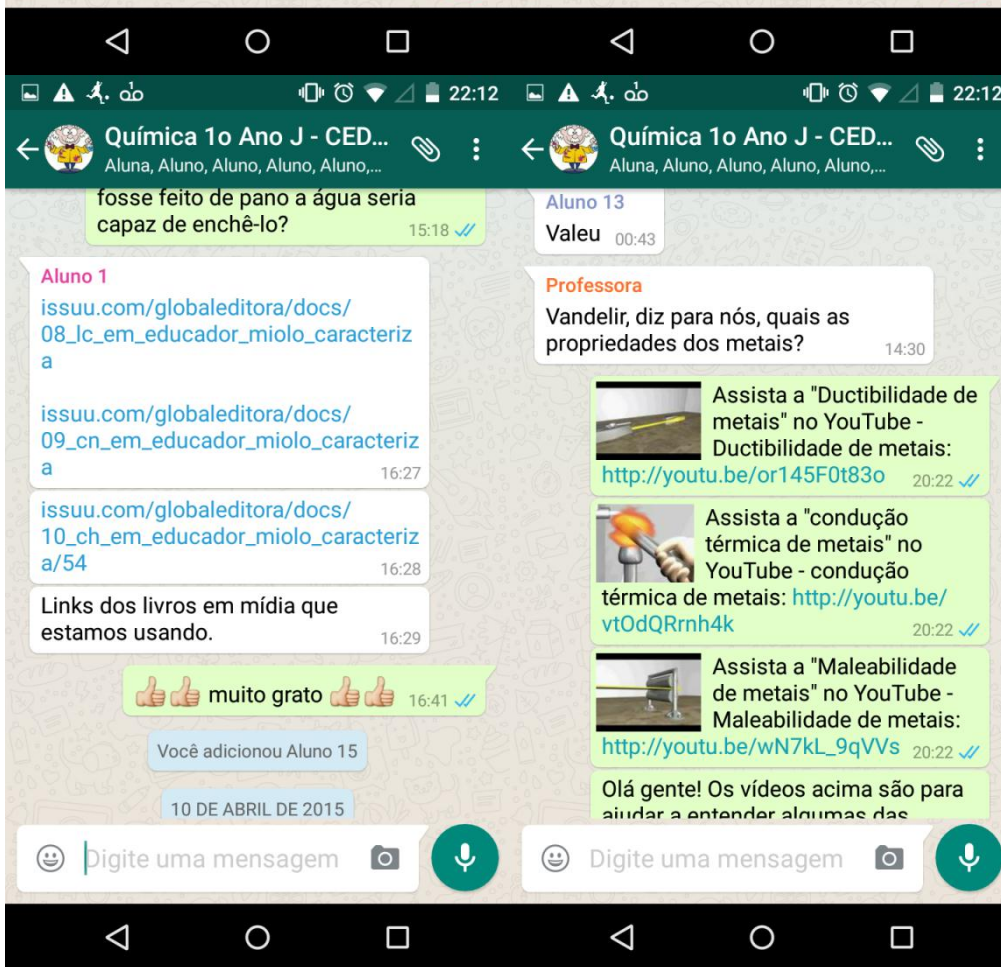 22:12
Química 1o Ano J - CED...
Aluna, Aluno, Aluno, Aluno, Aluno,...
fosse feito de pano a água seria
capaz de enchê-lo?
15:18
Aluno 1
issuu.com/globaleditora/docs/
08_lc_em_educador_miolo_caracteriz
a
issuu.com/globaleditora/docs/
09_cn_em_educador_miolo_caracteriz
a
16:27
issuu.com/globaleditora/docs/
10_ch_em_educador_miolo_caracteriz
a/54
16:28
Links dos livros em mídia que
estamos usando.
16:29
👍👍 muito grato 👍👍 16:41
Você adicionou Aluno 15
10 DE ABRIL DE 2015
Digite uma mensagem
22:12
Química 1o Ano J - CED...
Aluna, Aluno, Aluno, Aluno, Aluno,...
Aluno 13
Valeu 00:43
Professora
Vandelir, diz para nós, quais as
propriedades dos metais?
14:30
Assista a "Ductibilidade de
metais" no YouTube -
Ductibilidade de metais:
http://youtu.be/or145F0t83o 20:22
Assista a "condução
térmica de metais" no
YouTube - condução
térmica de metais: http://youtu.be/
vtOdQRrnh4k 20:22
Assista a "Maleabilidade
de metais" no YouTube -
Maleabilidade de metais:
http://youtu.be/wN7kL_9qVVs 20:22
Olá gente! Os vídeos acima são para
ajudar a entender algumas das
Digite uma mensagem